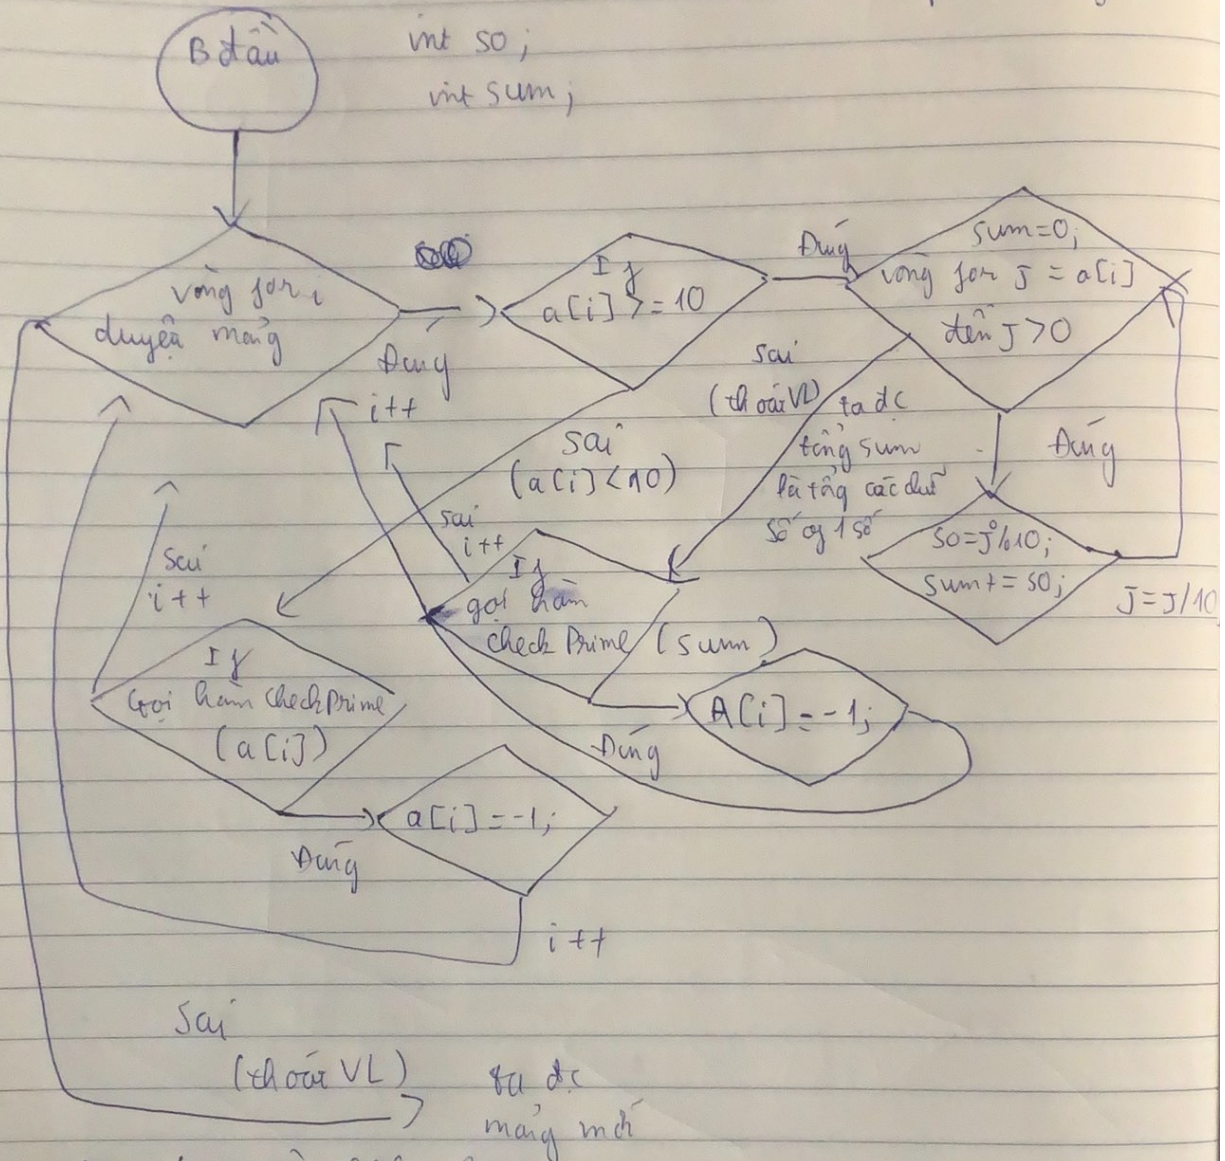 B đầu
int so;
int sum;
vòng for i
duyệt mảng
Đúng
i++
If
a[i] >= 10
Đúng
sum=0;
vòng for J = a[i]
đến J>0
Đúng
so=J%10;
sum+= so;
J=J/10
sai
(thoát VL)
ta đc
tổng sum
là tổng các chữ
số of 1 số
sai
(a[i]<10)
sai
i++
If
gọi hàm
check Prime (sum)
Đúng
A[i]=-1;
sai
i++
If
Gọi hàm checkPrime
(a[i])
Đúng
a[i]=-1;
i++
sai
(thoát VL)
ta đc
mảng mới